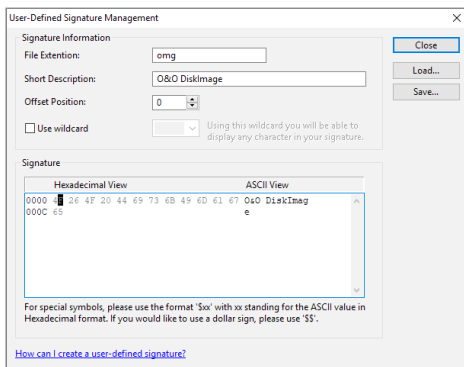 User-Defined Signature Management
Signature Information
File Extention:
omg
Close
Short Description:
O&O DiskImage
Load...
Offset Position:
0
Save...
Use wildcard
Using this wildcard you will be able to
display any character in your signature.
Signature
Hexadecimal View
ASCII View
0000 4F 26 4F 20 44 69 73 6B 49 6D 61 67 O&O DiskImag
000C 65 e
For special symbols, please use the format '$xx' with xx standing for the ASCII value in
Hexadecimal format. If you would like to use a dollar sign, please use '$$'.
How can I create a user-defined signature?